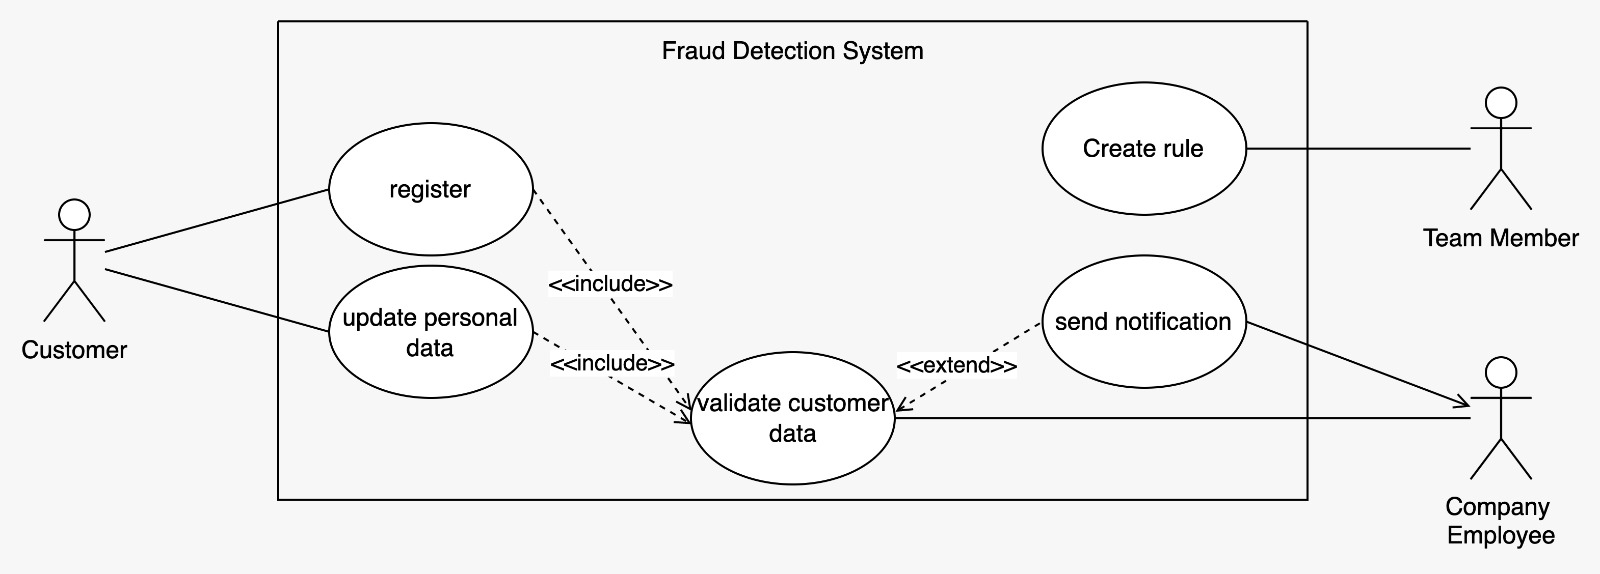 Fraud Detection System
Create rule
register
Team Member
<<include>>
update personal
data
send notification
Customer
<<include>>
<<extend>>
validate customer
data
Company
Employee